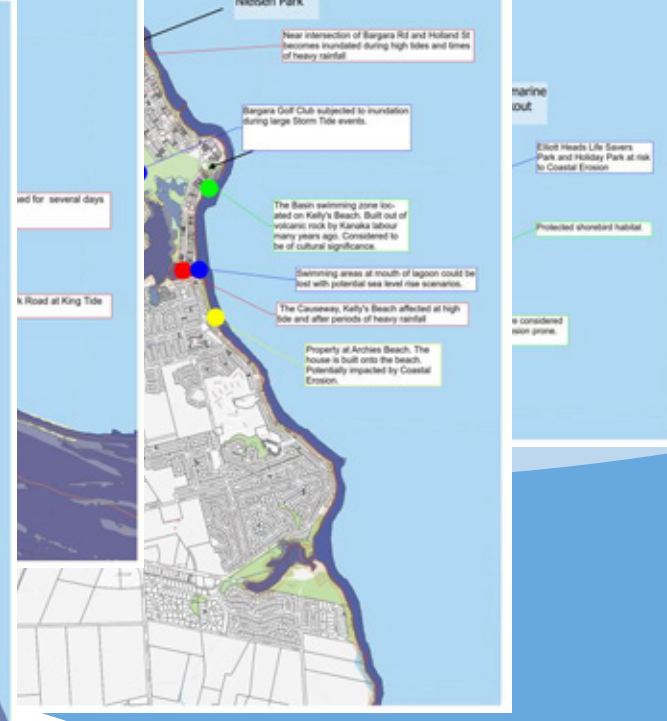 Nielsen Park
Near intersection of Bargara Rd and Holland St
becomes inundated during high tides and times
of heavy rainfall
Bargara Golf Club subjected to inundation
during large Storm Tide events.
The Basin swimming zone loc-
ated on Kelly's Beach. Built out of
volcanic rock by Kanaka labour
many years ago. Considered to
be of cultural significance.
Swimming areas at mouth of lagoon could be
lost with potential sea level rise scenarios.
The Causeway, Kelly's Beach affected at high
tide and after periods of heavy rainfall
Property at Archies Beach. The
house is built onto the beach.
Potentially impacted by Coastal
Erosion.
sed for several days
k Road at King Tide
marine
out
Elliott Heads Life Savers
Park and Holiday Park at risk
to Coastal Erosion
Protected shorebird habitat
considered
sion prone.